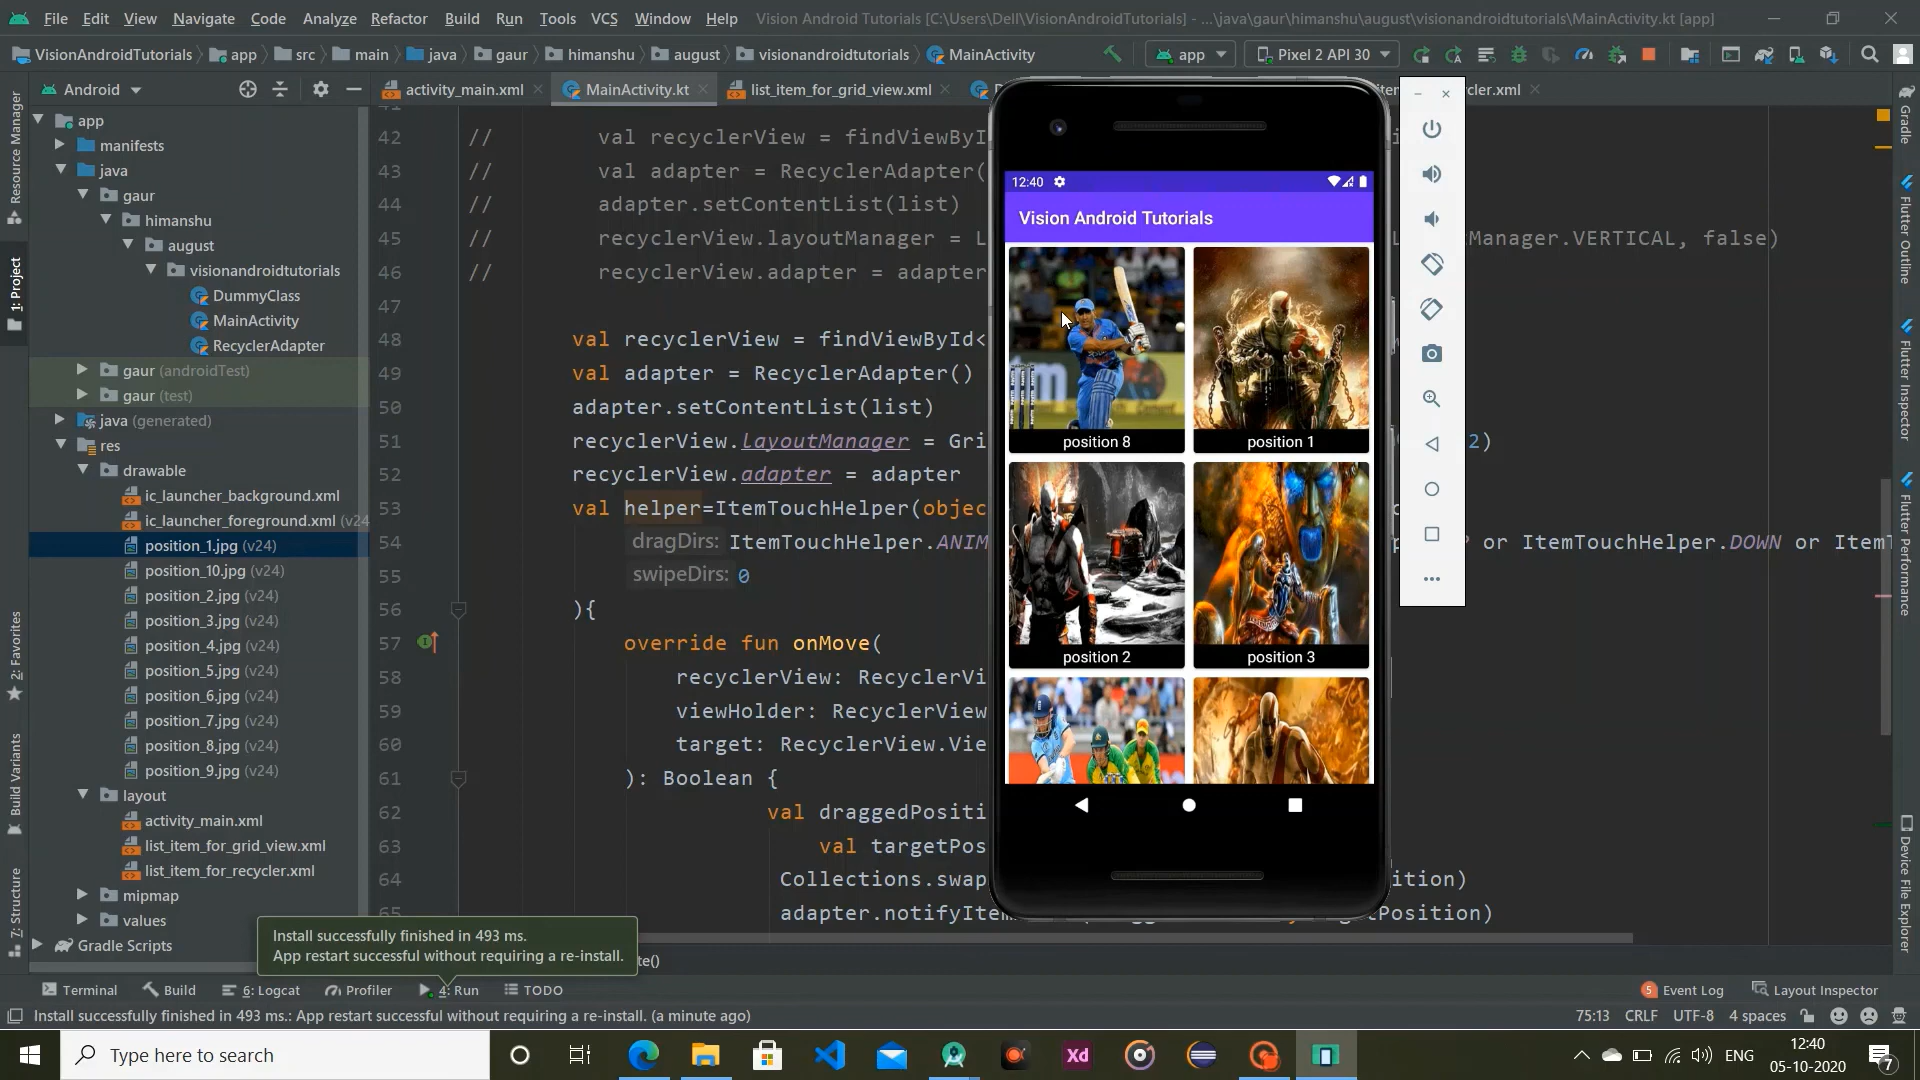 File Edit View Navigate Code Analyze Refactor Build Run Tools VCS Window Help Vision Android Tutorials [C:\Users\Dell\VisionAndroidTutorials] - ...\java\gaur\himanshu\august\visionandroidtutorials\MainActivity.kt [app]
VisionAndroidTutorials app src main java gaur himanshu august visionandroidtutorials MainActivity app Pixel 2 API 30
Android
activity_main.xml MainActivity.kt list_item_for_grid_view.xml
Resource Manager
1: Project
2: Favorites
Build Variants
7: Structure
app
manifests
java
gaur
himanshu
august
visionandroidtutorials
DummyClass
MainActivity
RecyclerAdapter
gaur (androidTest)
gaur (test)
java (generated)
res
drawable
ic_launcher_background.xml
ic_launcher_foreground.xml (v24
position_1.jpg (v24)
position_10.jpg (v24)
position_2.jpg (v24)
position_3.jpg (v24)
position_4.jpg (v24)
position_5.jpg (v24)
position_6.jpg (v24)
position_7.jpg (v24)
position_8.jpg (v24)
position_9.jpg (v24)
layout
activity_main.xml
list_item_for_grid_view.xml
list_item_for_recycler.xml
mipmap
values
Gradle Scripts
42 // val recyclerView = findViewByI
43 // val adapter = RecyclerAdapter(
44 // adapter.setContentList(list)
45 // recyclerView.layoutManager = L Manager.VERTICAL, false)
46 // recyclerView.adapter = adapter
47
48 val recyclerView = findViewById<
49 val adapter = RecyclerAdapter()
50 adapter.setContentList(list)
51 recyclerView.LayoutManager = Gri 2)
52 recyclerView.adapter = adapter
53 val helper=ItemTouchHelper(objec
54 dragDirs: ItemTouchHelper.ANIM or ItemTouchHelper.DOWN or ItemT
55 swipeDirs: 0
56 ){
57 override fun onMove(
58 recyclerView: RecyclerVi
59 viewHolder: RecyclerView
60 target: RecyclerView.Vie
61 ): Boolean {
62 val draggedPositi
63 val targetPos
64 Collections.swap ition)
65 adapter.notifyItem tPosition)
12:40
Vision Android Tutorials
position 8
position 1
position 2
position 3
Gradle
Flutter Outline
Flutter Inspector
Flutter Performance
Device File Explorer
Install successfully finished in 493 ms.
App restart successful without requiring a re-install.
te()
Terminal Build 6: Logcat Profiler 4: Run TODO 5 Event Log Layout Inspector
Install successfully finished in 493 ms.: App restart successful without requiring a re-install. (a minute ago) 75:13 CRLF UTF-8 4 spaces
Type here to search
Xd
ENG
12:40
05-10-2020
7